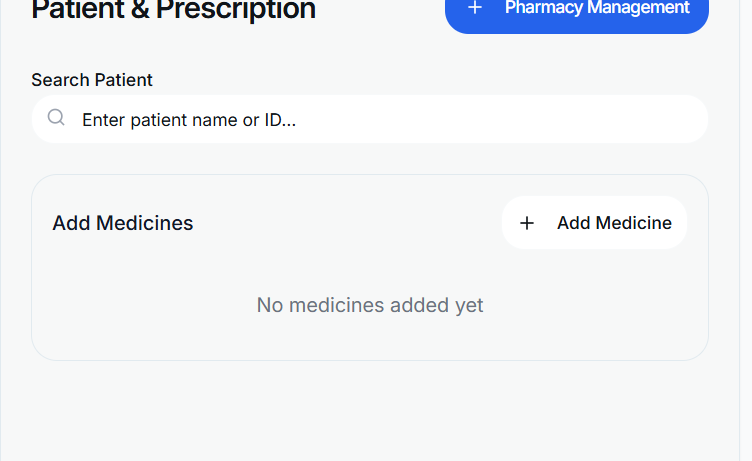 Patient & Prescription
Pharmacy Management
Search Patient
Enter patient name or ID...
Add Medicines
Add Medicine
No medicines added yet